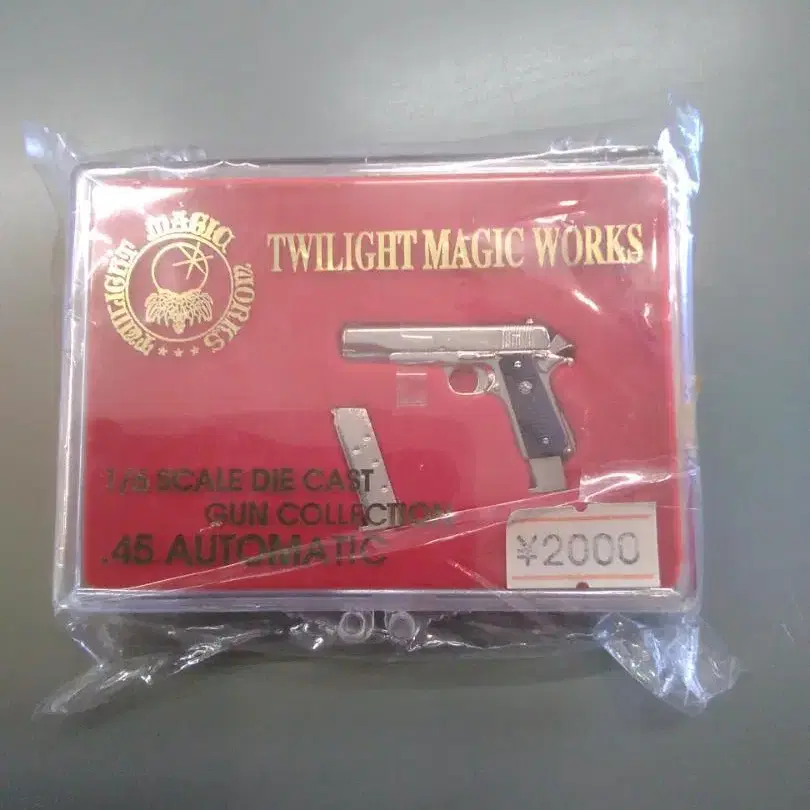 TWILIGHT MAGIC WORKS
TWILIGHT MAGIC WORKS
SCALE DIE CAST
GUN COLLECTION
.45 AUTOMATIC
¥2000